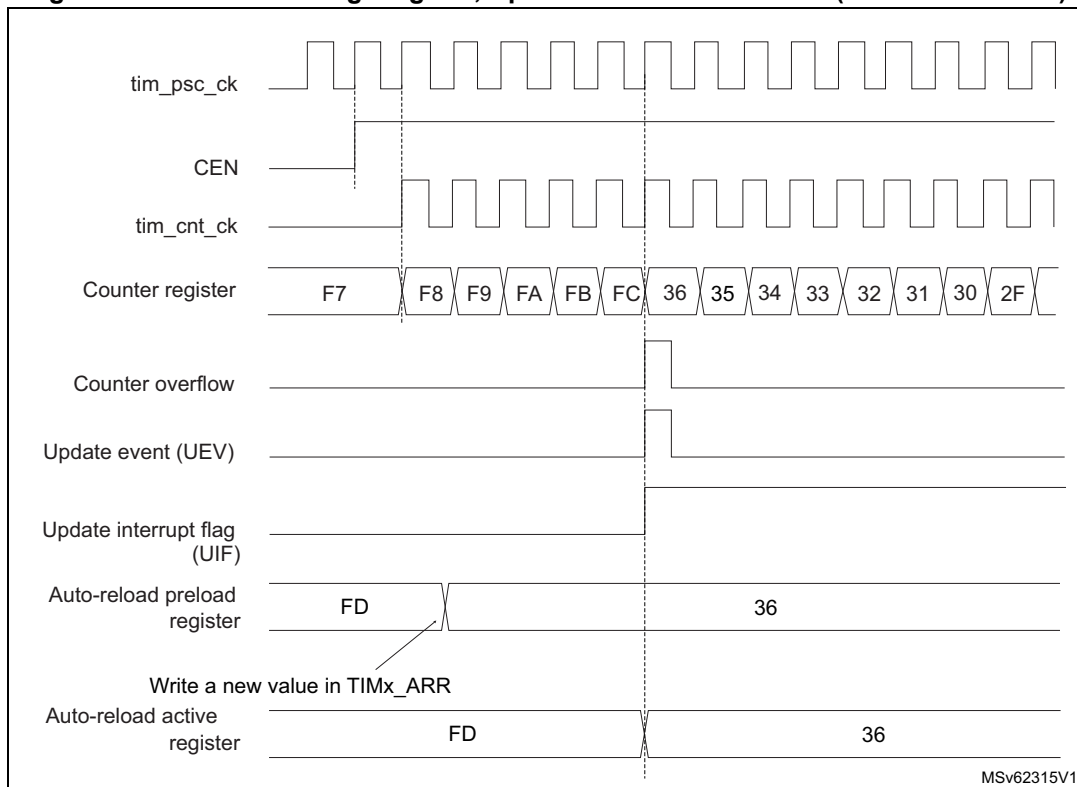 tim_psc_ck
CEN
tim_cnt_ck
Counter register
F7 F8 F9 FA FB FC 36 35 34 33 32 31 30 2F
Counter overflow
Update event (UEV)
Update interrupt flag
(UIF)
Auto-reload preload
register
FD 36
Write a new value in TIMx_ARR
Auto-reload active
register
FD 36
MSv62315V1